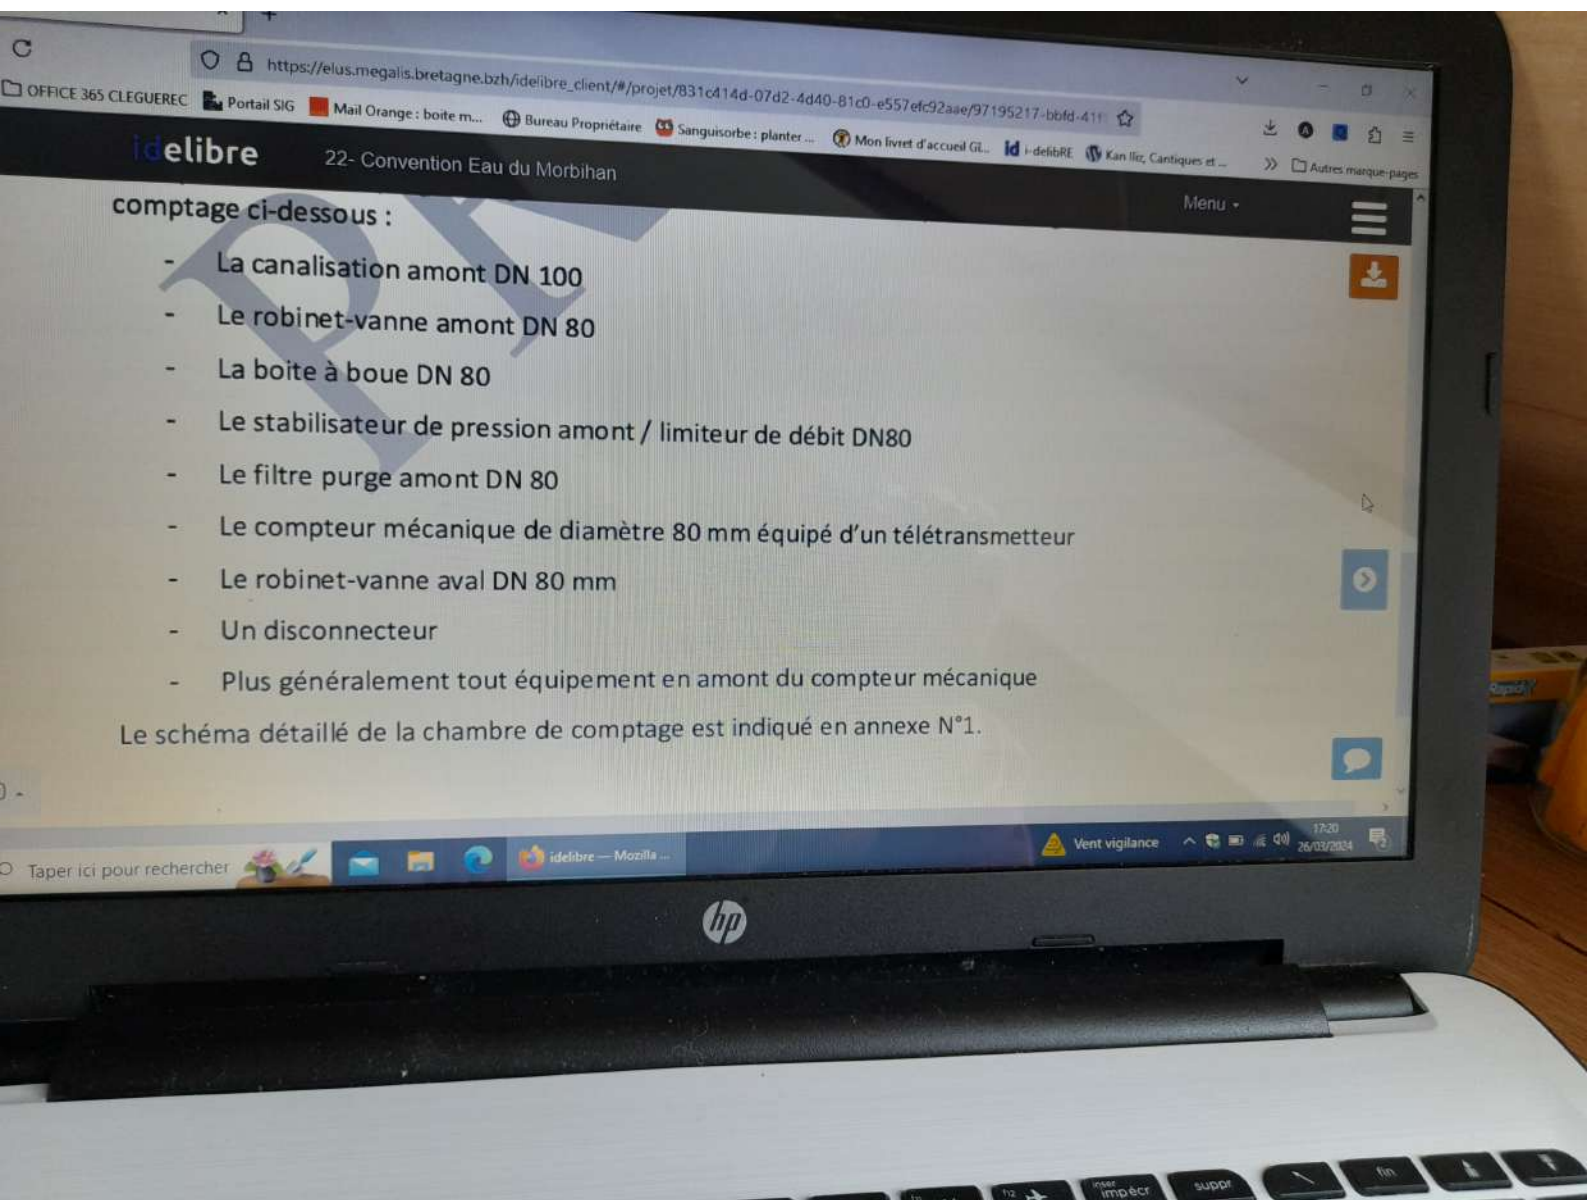 https://elus.megalis.bretagne.bzh/idelibre_client/#/projet/831c414d-07d2-4d40-81c0-e557efc92aae/97195217-bbfd-41f
OFFICE 365 CLEGUEREC Portail SIG Mail Orange : boite m... Bureau Propriétaire Sanguisorbe : planter ... Mon livret d'accueil Gî... id i-delibRE Kan Iliz, Cantiques et ... Autres marque-pages
idelibre 22- Convention Eau du Morbihan Menu
comptage ci-dessous :
- La canalisation amont DN 100
- Le robinet-vanne amont DN 80
- La boite à boue DN 80
- Le stabilisateur de pression amont / limiteur de débit DN80
- Le filtre purge amont DN 80
- Le compteur mécanique de diamètre 80 mm équipé d'un télétransmetteur
- Le robinet-vanne aval DN 80 mm
- Un disconnecteur
- Plus généralement tout équipement en amont du compteur mécanique
Le schéma détaillé de la chambre de comptage est indiqué en annexe N°1.
Taper ici pour rechercher idelibre — Mozilla ... Vent vigilance 17:20
26/03/2024
hp
Rapid
inser
impécr
suppr
fin